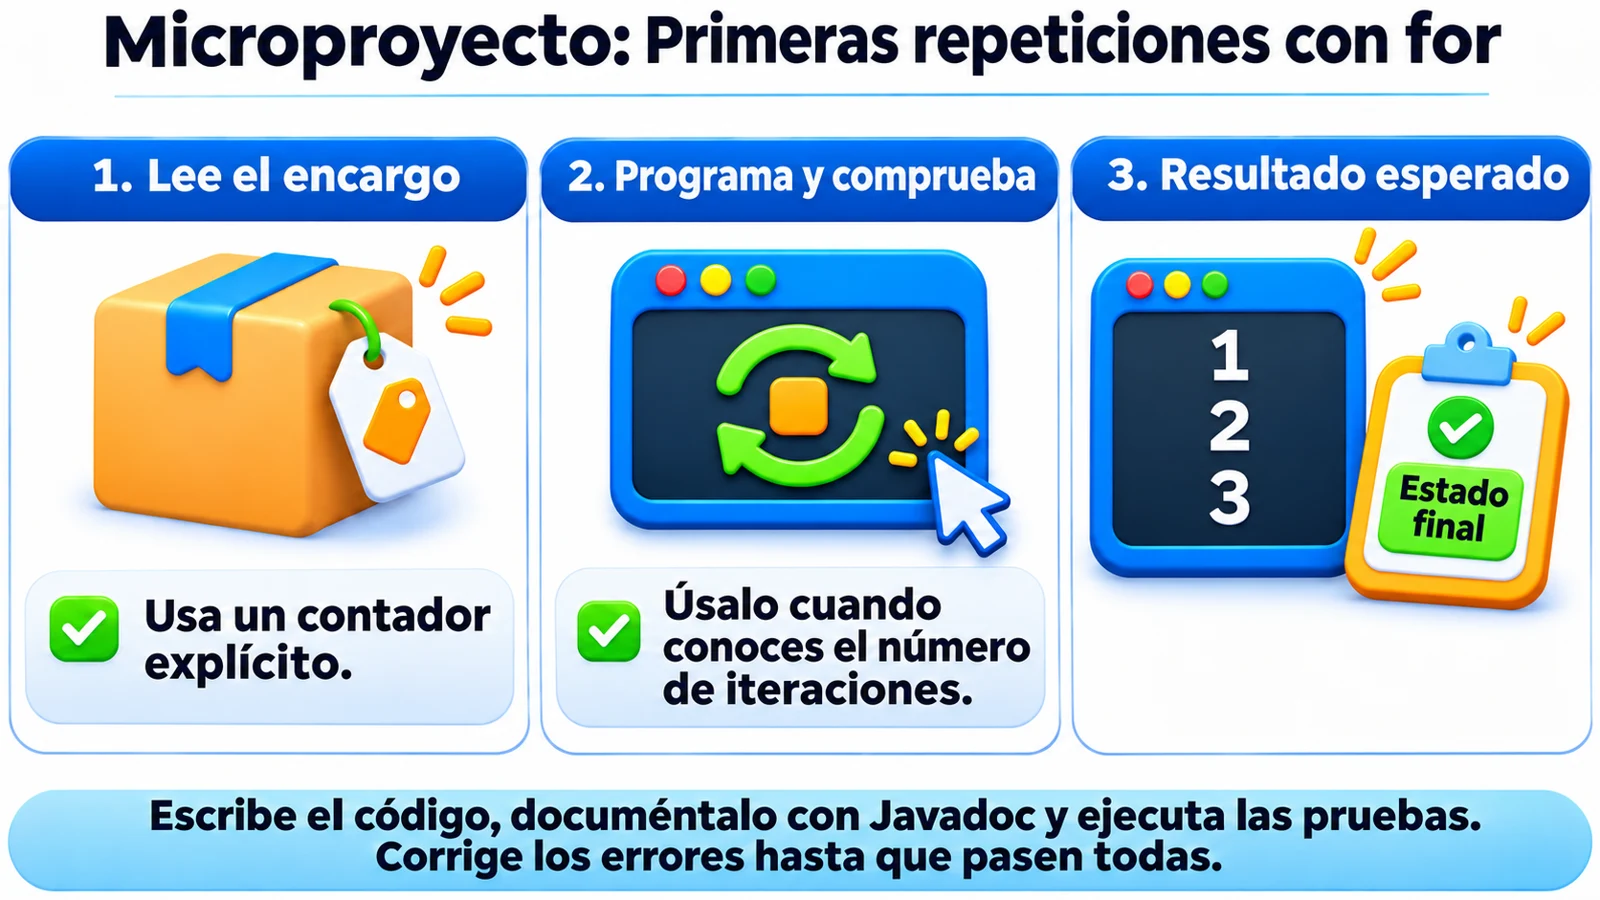 Microproyecto: Primeras repeticiones con for
1. Lee el encargo
Usa un contador
explícito.
2. Programa y comprueba
Úsalo cuando
conoces el número
de iteraciones.
3. Resultado esperado
1
2
3
Estado
final
Escribe el código, documéntalo con Javadoc y ejecuta las pruebas.
Corrige los errores hasta que pasen todas.